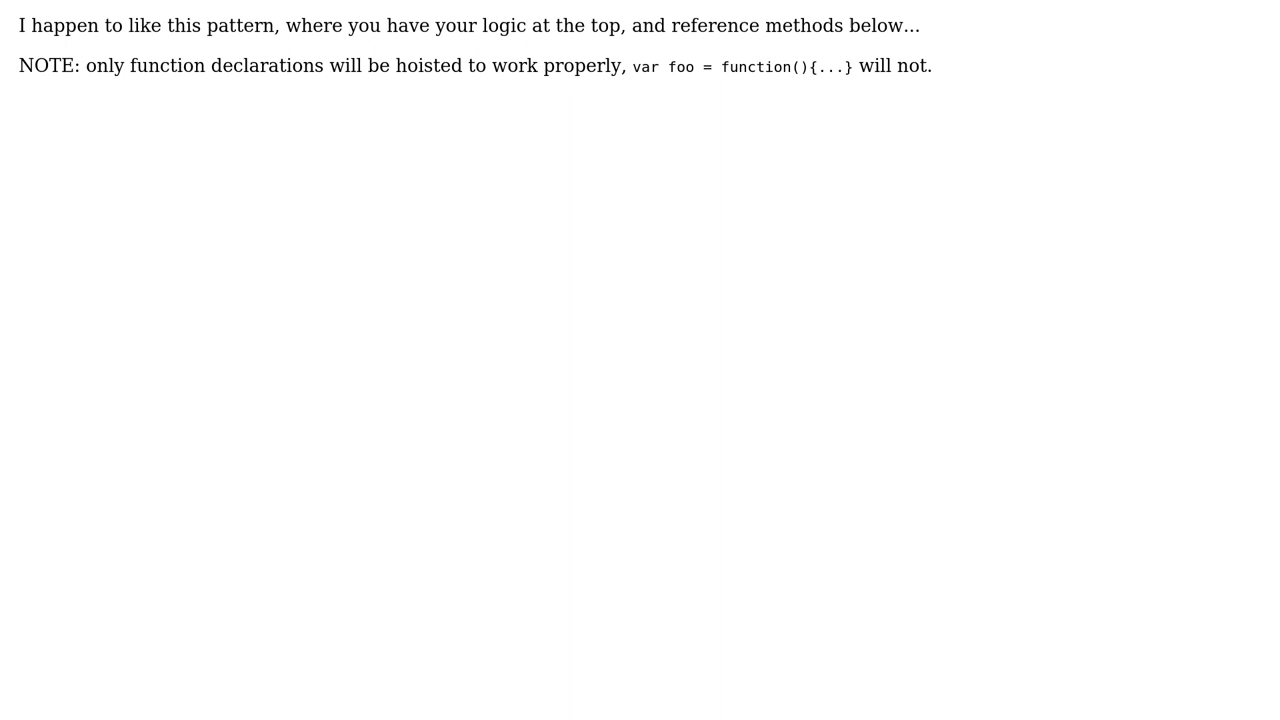 I happen to like this pattern, where you have your logic at the top, and reference methods below...
NOTE: only function declarations will be hoisted to work properly, var foo = function(){...} will not.